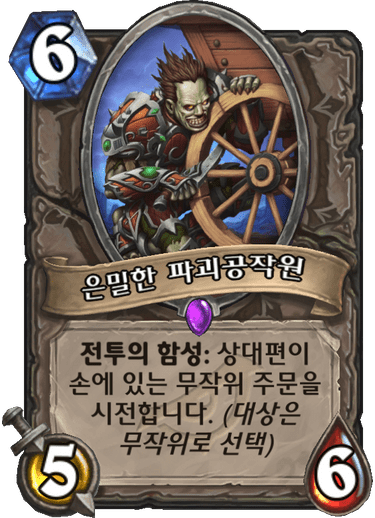 6
은밀한 파괴공작원
전투의 함성: 상대편이
손에 있는 무작위 주문을
시전합니다. (대상은
무작위로 선택)
5
6